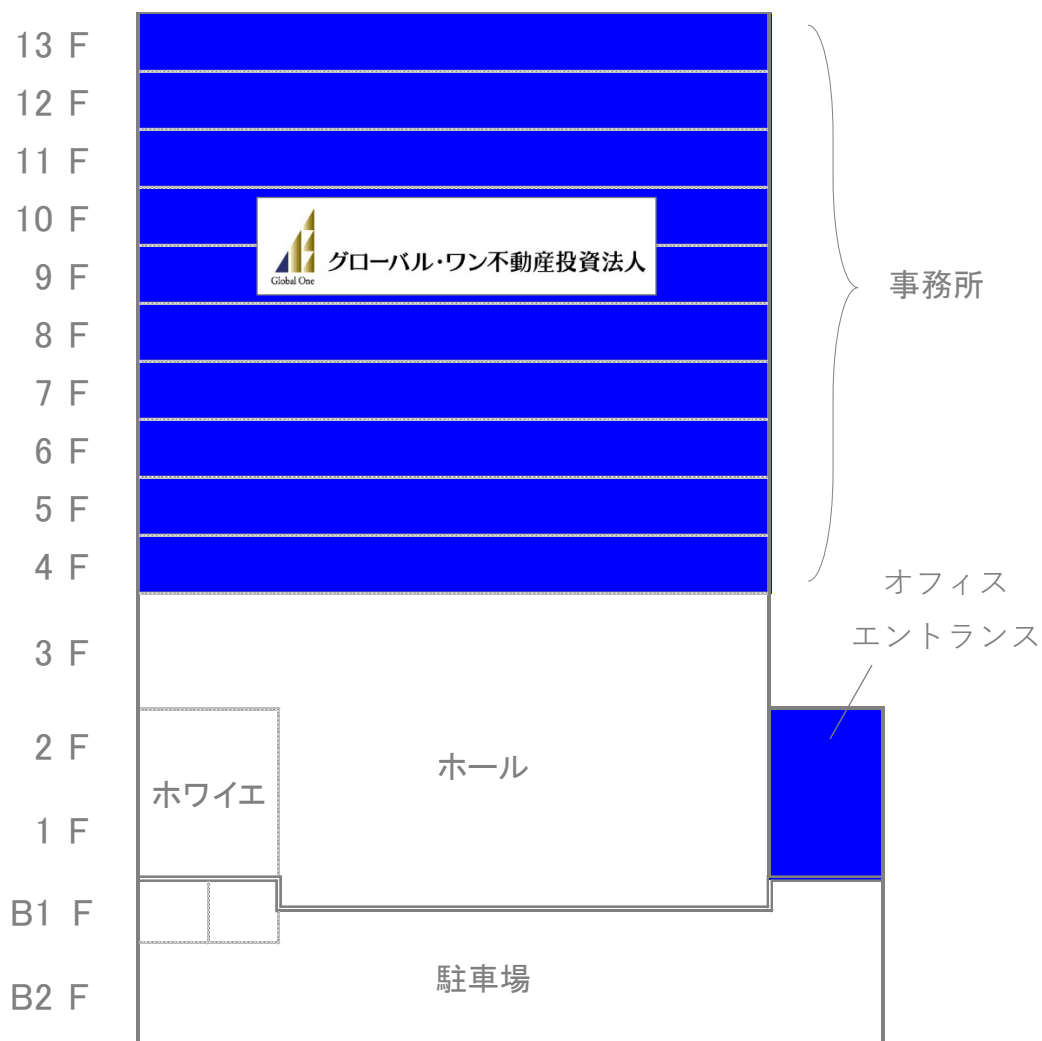 13 F
12 F
11 F
10 F
9 F
8 F
7 F
6 F
5 F
4 F
3 F
2 F
1 F
B1 F
B2 F
Global One
グローバル・ワン不動産投資法人
事務所
オフィス
エントランス
ホール
ホワイエ
駐車場